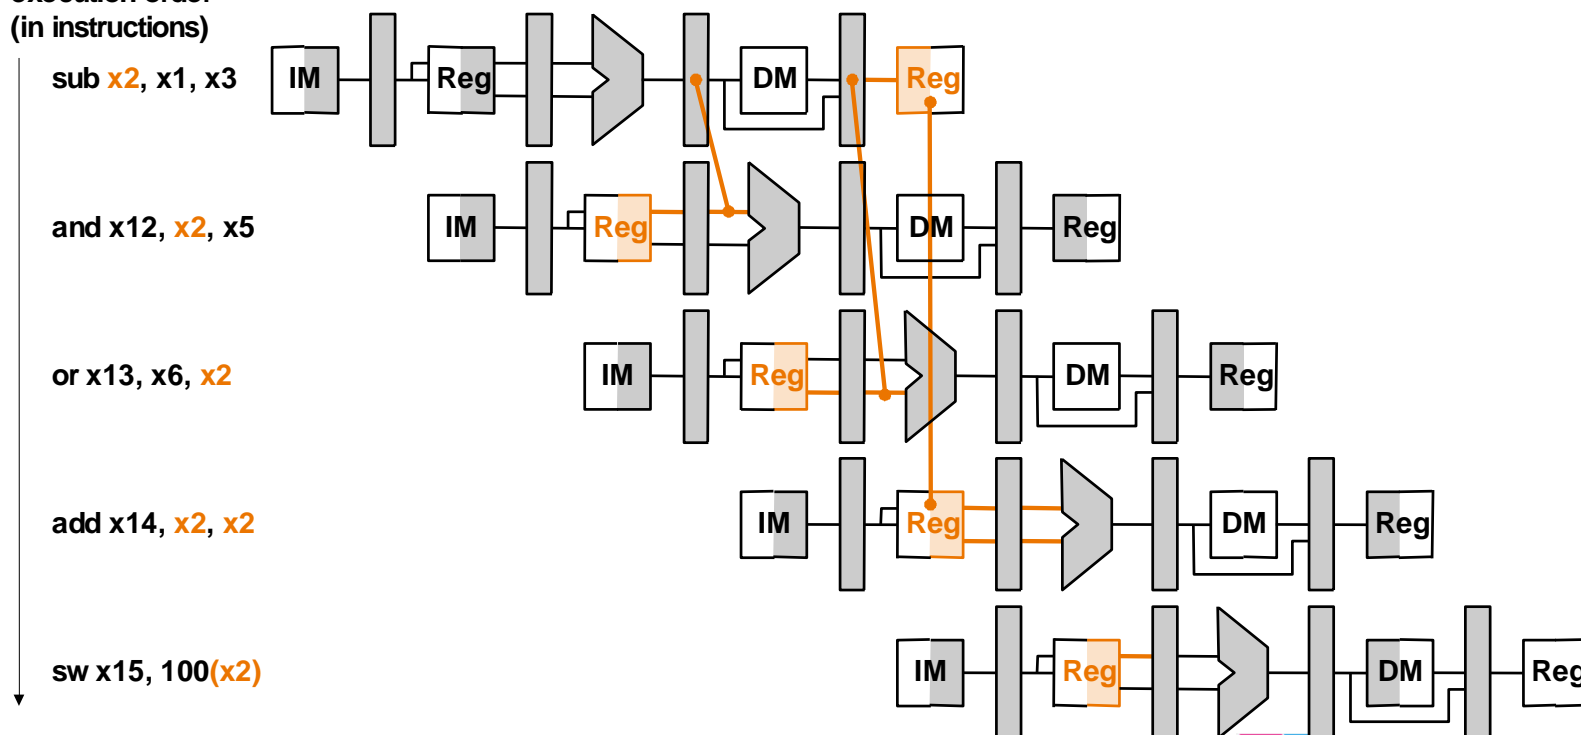 (in instructions)
sub x2, x1, x3 IM Reg DM Reg
and x12, x2, x5 IM Reg DM Reg
or x13, x6, x2 IM Reg DM Reg
add x14, x2, x2 IM Reg DM Reg
sw x15, 100(x2) IM Reg DM Reg